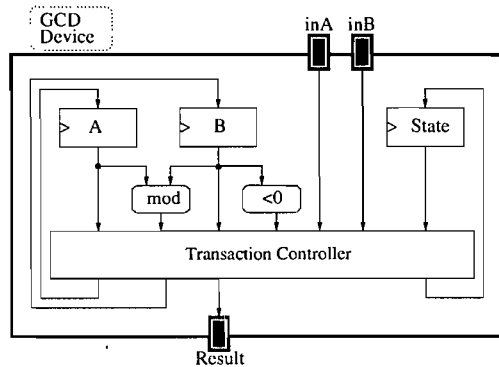 GCD
Device
inA
inB
A
B
State
mod
<0
Transaction Controller
Result